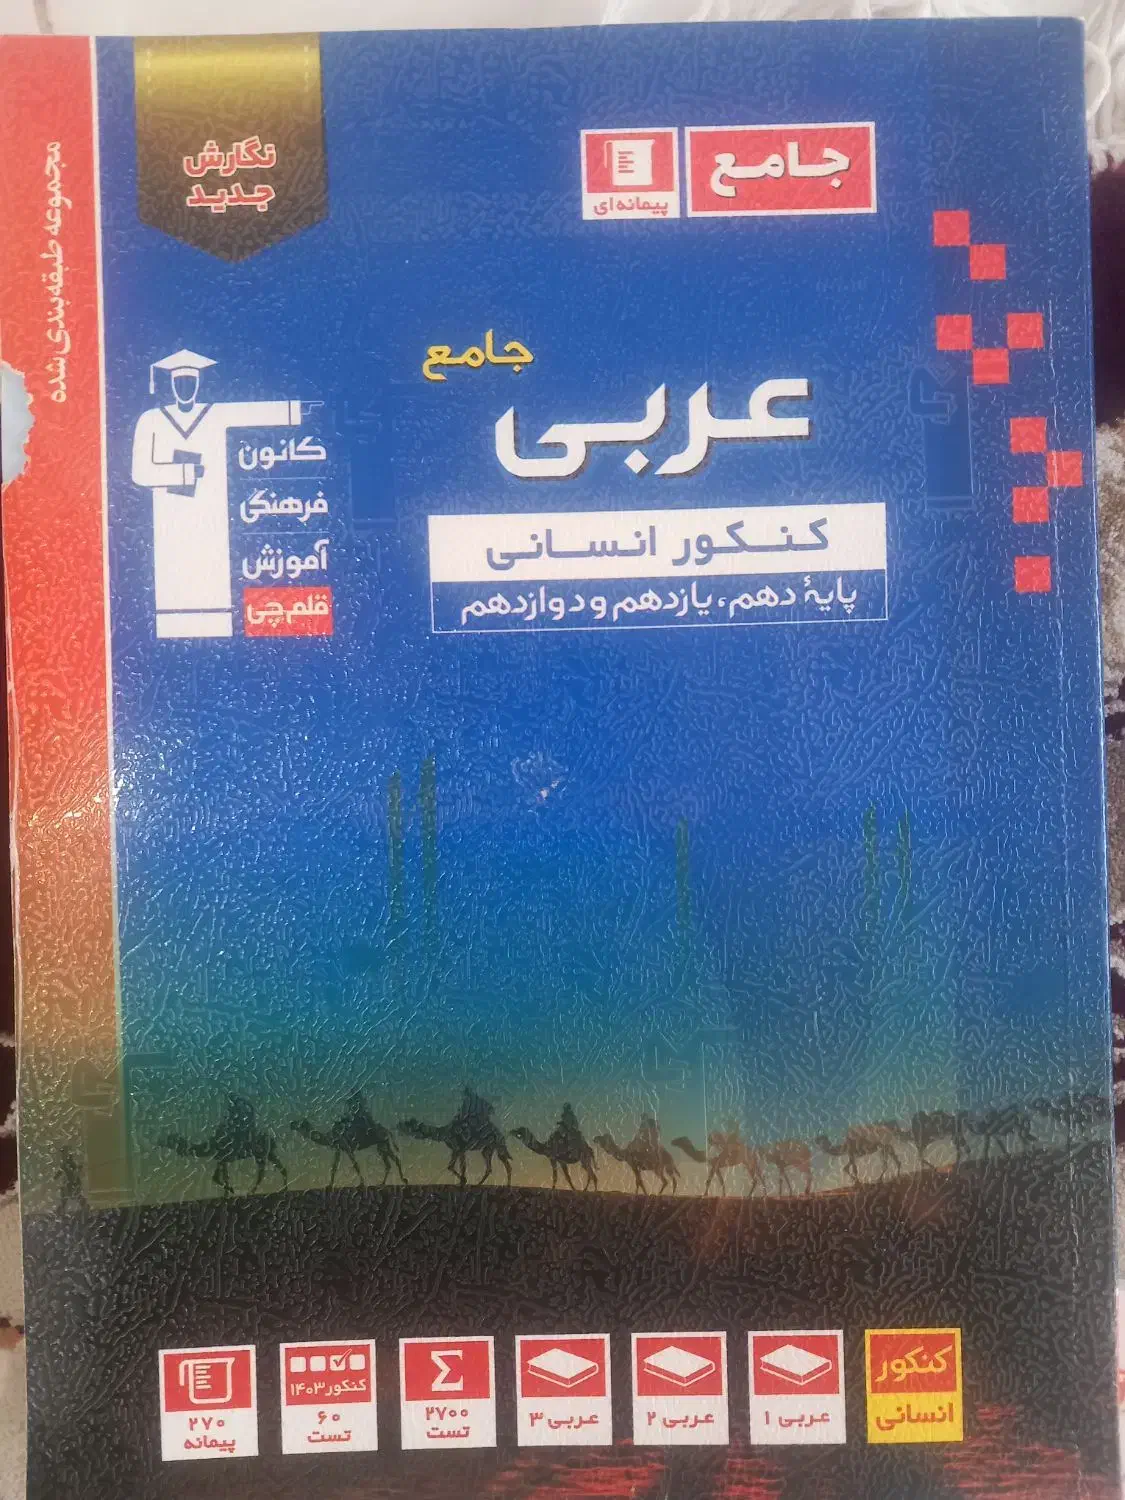 مجموعه طبقه‌بندی شده
نگارش
جدید
جامع
پیمانه‌ای
جامع
عربی
کنکور انسانی
پایهٔ دهم، یازدهم و دوازدهم
کانون
فرهنگی
آموزش
قلم‌چی
کنکور
انسانی
عربی ۱
عربی ۲
عربی ۳
۲۷۰۰
تست
کنکور ۱۴۰۳
۶۰
تست
۲۷۰
پیمانه